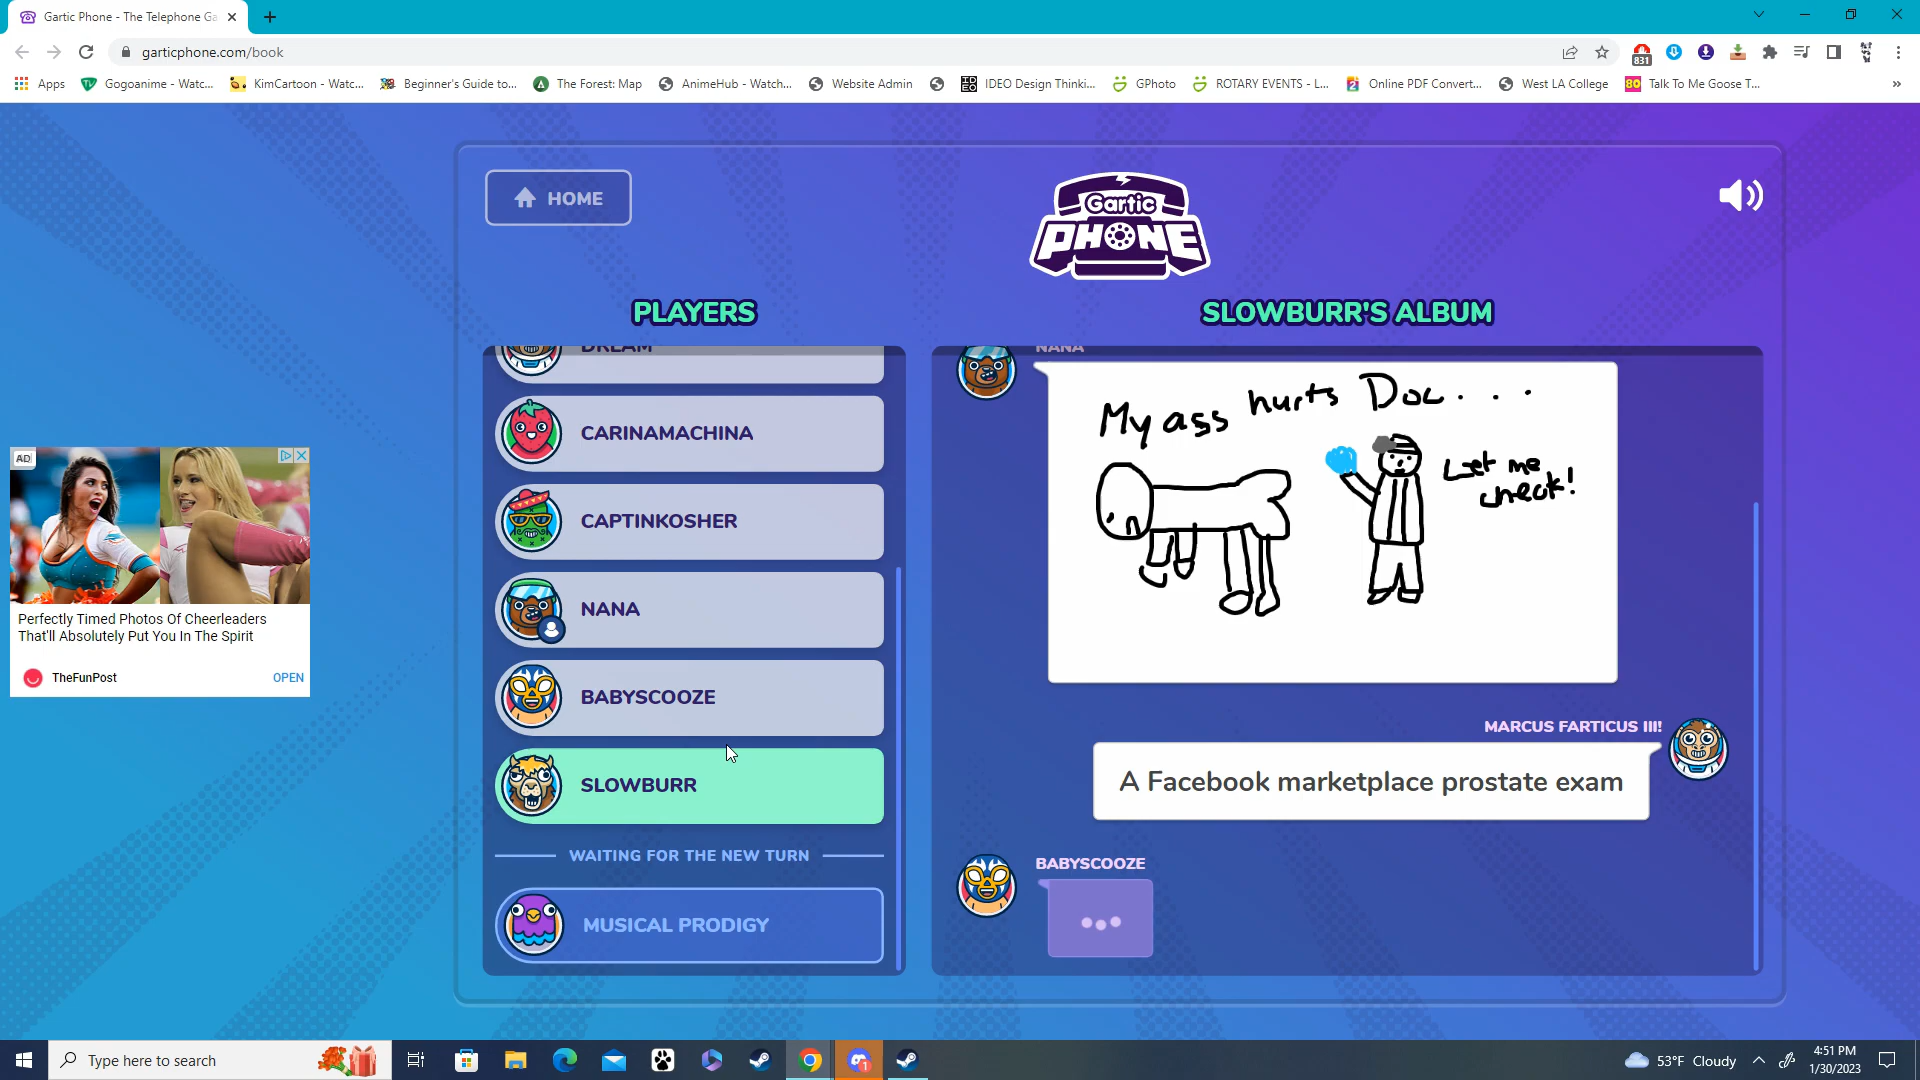 Gartic Phone - The Telephone Ga
garticphone.com/book
831
Apps
Gogoanime - Watc...
KimCartoon - Watc...
Beginner's Guide to...
The Forest: Map
AnimeHub - Watch...
Website Admin
IDEO Design Thinki...
GPhoto
ROTARY EVENTS - L...
Online PDF Convert...
West LA College
Talk To Me Goose T...
HOME
Gartic
PHONE
PLAYERS
DREAM
CARINAMACHINA
CAPTINKOSHER
NANA
BABYSCOOZE
SLOWBURR
WAITING FOR THE NEW TURN
MUSICAL PRODIGY
SLOWBURR'S ALBUM
NANA
My ass hurts Doc....
Let me
check!
MARCUS FARTICUS III!
A Facebook marketplace prostate exam
BABYSCOOZE
AD
Perfectly Timed Photos Of Cheerleaders
That'll Absolutely Put You In The Spirit
TheFunPost
OPEN
Type here to search
1
53°F Cloudy
4:51 PM
1/30/2023